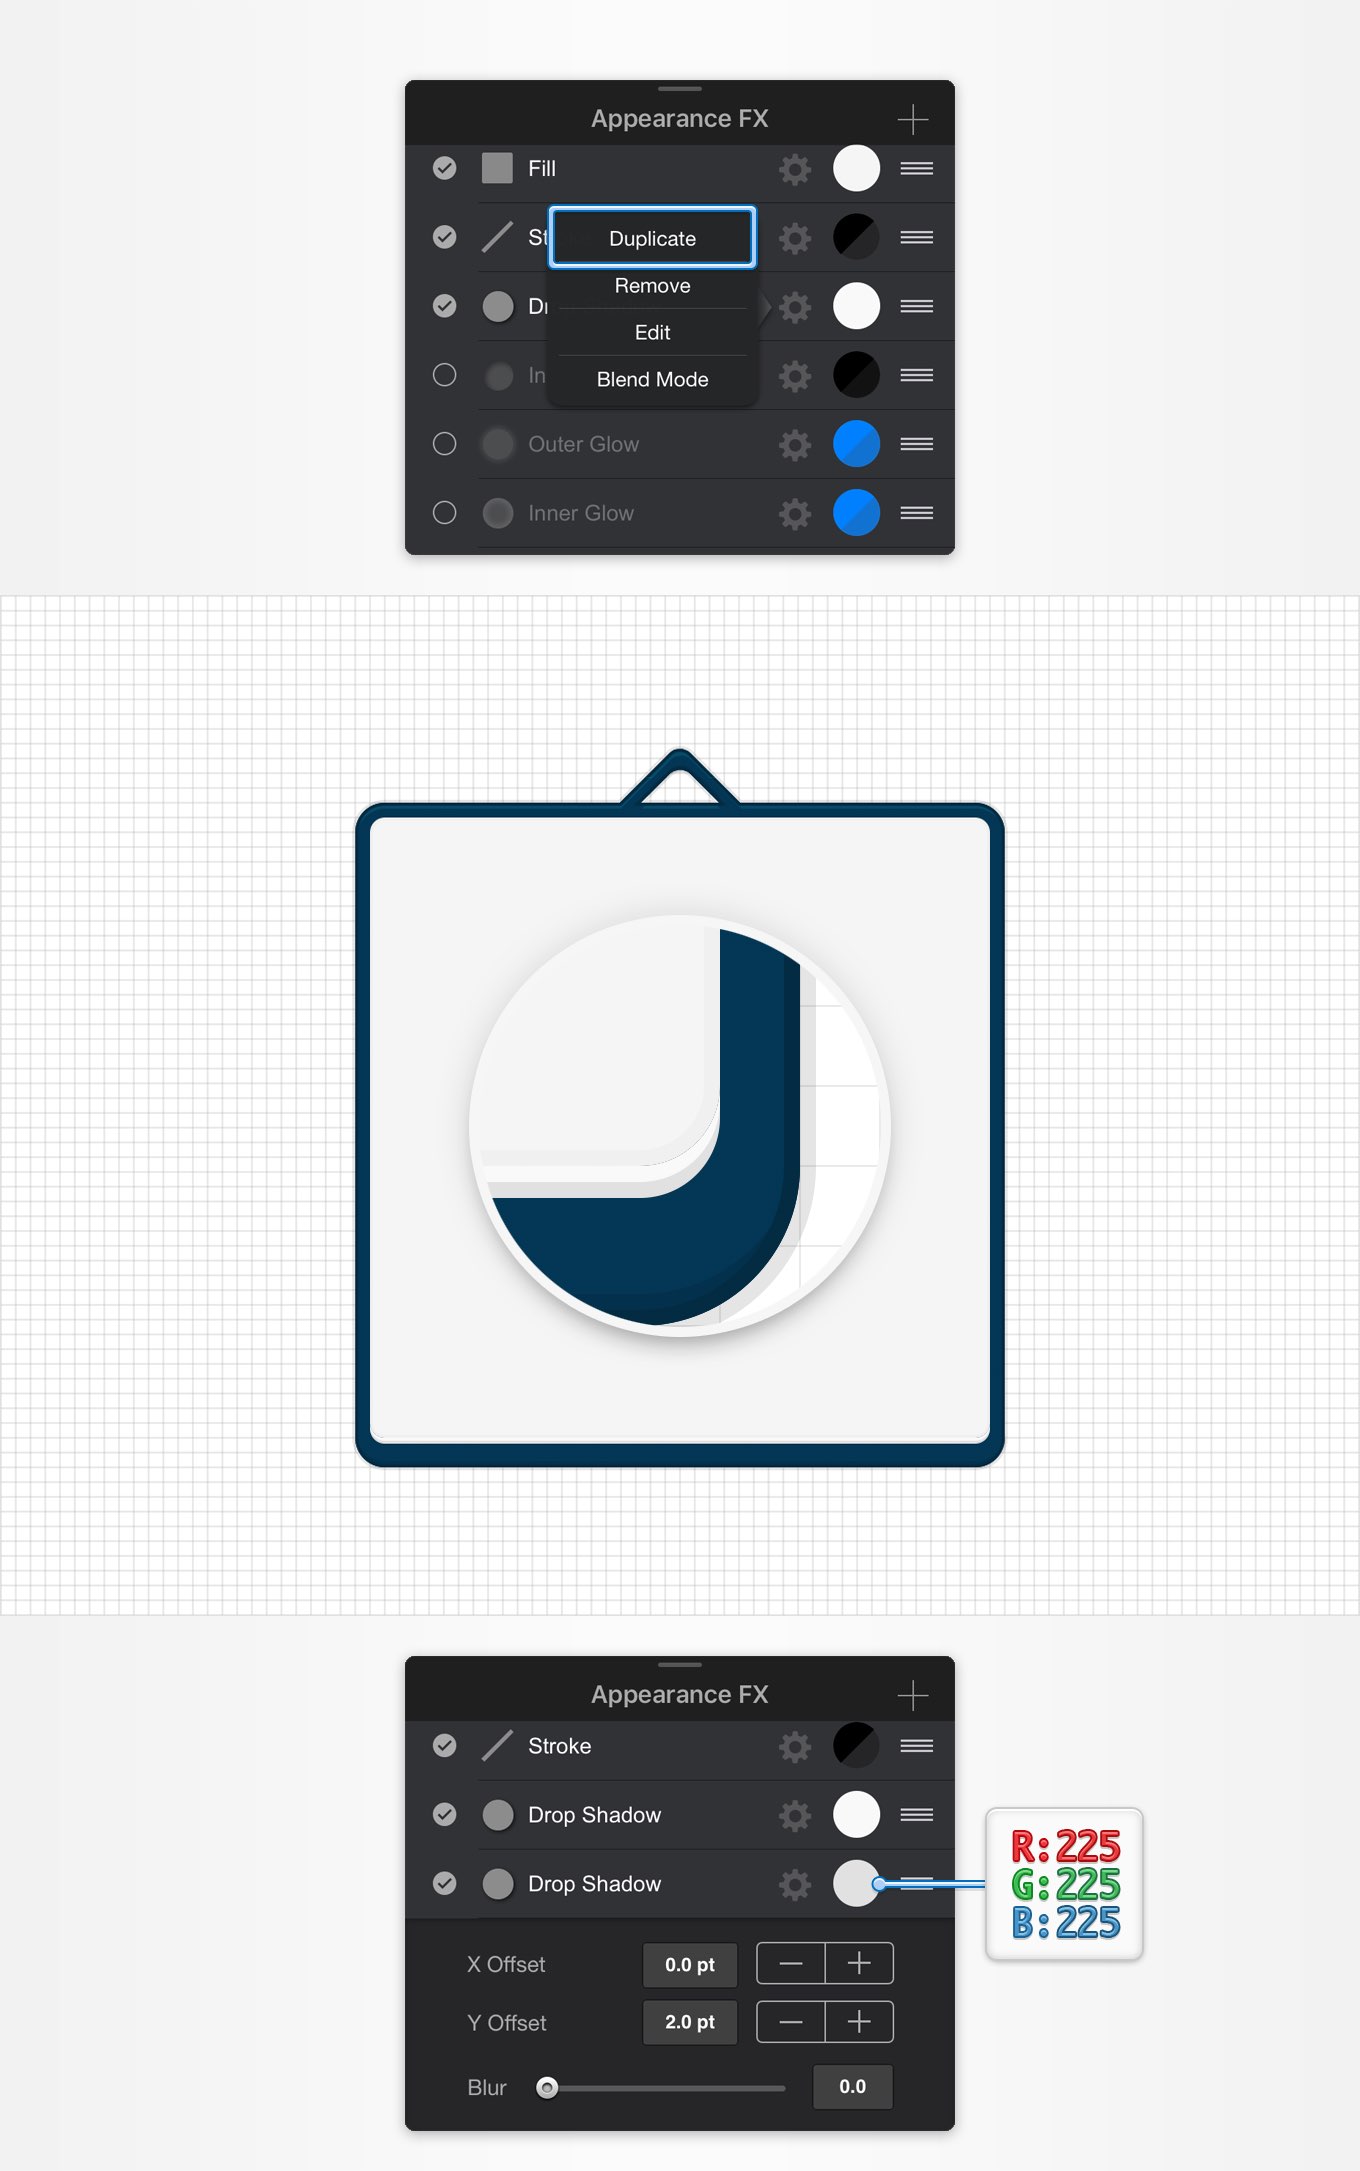 Appearance FX
Fill
St
Duplicate
Remove
Dr
Edit
In
Blend Mode
Outer Glow
Inner Glow
Appearance FX
Stroke
Drop Shadow
Drop Shadow
R:225
G:225
B:225
X Offset 0.0 pt
Y Offset 2.0 pt
Blur 0.0